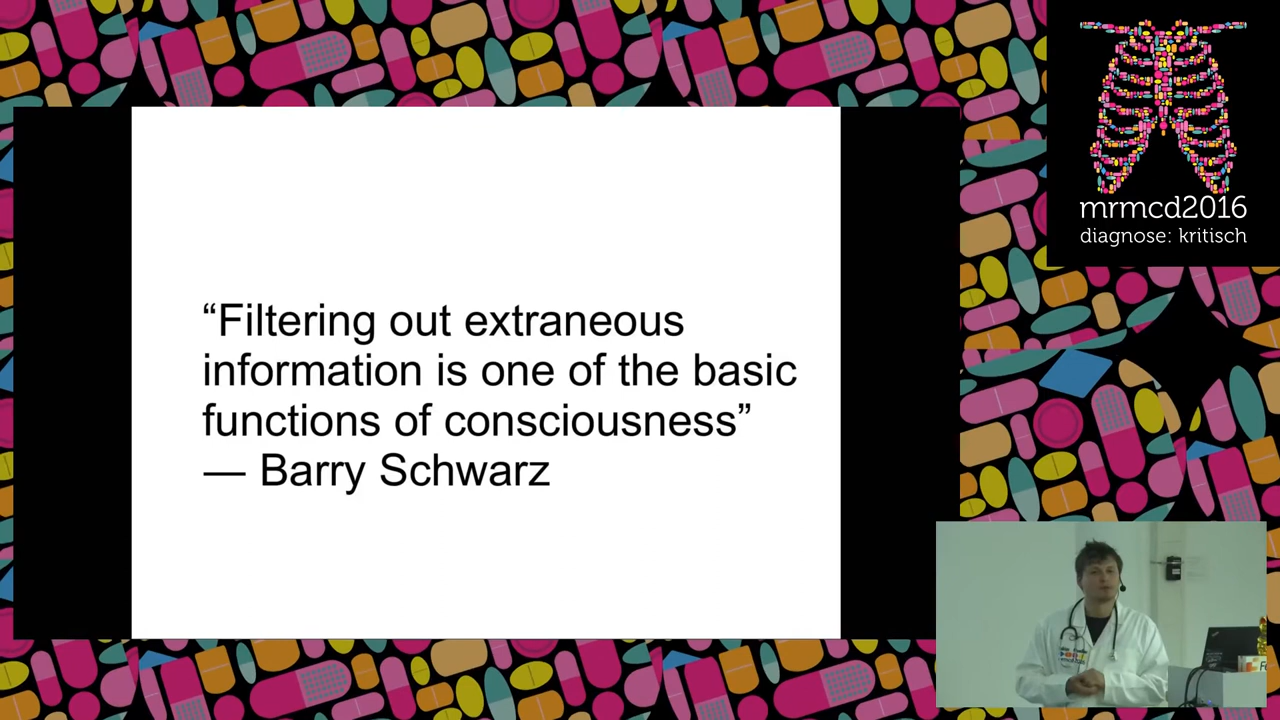 “Filtering out extraneous
information is one of the basic
functions of consciousness”
— Barry Schwarz
mrmcd2016
diagnose: kritisch